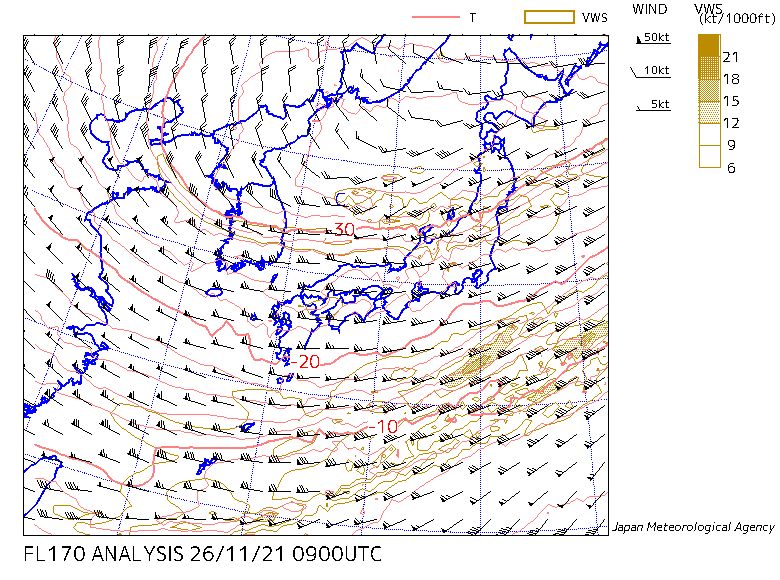 T
VWS
WIND
50kt
10kt
5kt
VWS
(kt/1000ft)
21
18
15
12
9
6
30
-20
-10
Japan Meteorological Agency
FL170 ANALYSIS 26/11/21 0900UTC